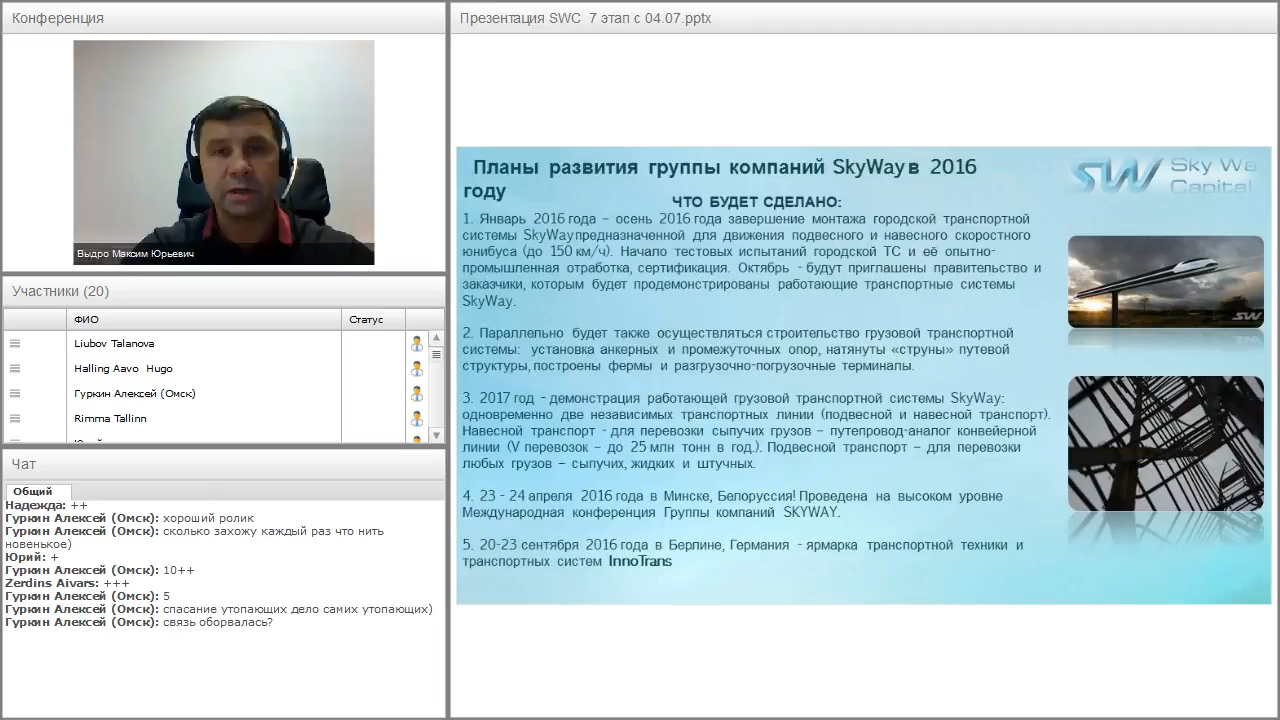 Конференция
Выдро Максим Юрьевич
Участники (20)
ФИО Статус
Liubov Talanova
Halling Aavo Hugo
Гуркин Алексей (Омск)
Rimma Tallinn
Чат
Общий
Надежда: ++
Гуркин Алексей (Омск): хороший ролик
Гуркин Алексей (Омск): сколько захожу каждый раз что нить
новенькое)
Юрий: +
Гуркин Алексей (Омск): 10++
Zerdins Aivars: +++
Гуркин Алексей (Омск): 5
Гуркин Алексей (Омск): спасание утопающих дело самих утопающих)
Гуркин Алексей (Омск): связь оборвалась?
Презентация SWC 7 этап с 04.07.pptx
Планы развития группы компаний SkyWay в 2016
году
ЧТО БУДЕТ СДЕЛАНО:
1. Январь 2016 года – осень 2016 года завершение монтажа городской транспортной
системы SkyWay предназначенной для движения подвесного и навесного скоростного
юнибуса (до 150 км/ч). Начало тестовых испытаний городской ТС и её опытно-
промышленная отработка, сертификация. Октябрь - будут приглашены правительство и
заказчики, которым будет продемонстрированы работающие транспортные системы
SkyWay.
2. Параллельно будет также осуществляться строительство грузовой транспортной
системы: установка анкерных и промежуточных опор, натянуты «струны» путевой
структуры, построены фермы и разгрузочно-погрузочные терминалы.
3. 2017 год - демонстрация работающей грузовой транспортной системы SkyWay:
одновременно две независимых транспортных линии (подвесной и навесной транспорт).
Навесной транспорт - для перевозки сыпучих грузов – путепровод-аналог конвейерной
линии (V перевозок – до 25 млн тонн в год.). Подвесной транспорт – для перевозки
любых грузов – сыпучих, жидких и штучных.
4. 23 - 24 апреля 2016 года в Минске, Белоруссия! Проведена на высоком уровне
Международная конференция Группы компаний SKYWAY.
5. 20-23 сентября 2016 года в Берлине, Германия - ярмарка транспортной техники и
транспортных систем InnoTrans
SW Sky Wa
Capital
SW